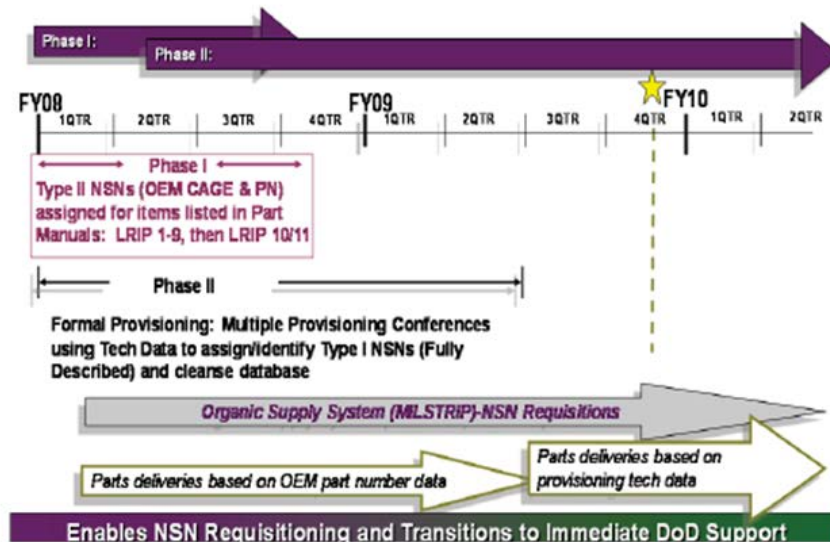 Phase I:
Phase II:
FY08
FY09
FY10
1QTR 2QTR 3QTR 4QTR 1QTR 2QTR 3QTR 4QTR 1QTR 2QTR
Phase I
Type II NSNs (OEM CAGE & PN)
assigned for items listed in Part
Manuals: LRIP 1-9, then LRIP 10/11
Phase II
Formal Provisioning: Multiple Provisioning Conferences
using Tech Data to assign/identify Type I NSNs (Fully
Described) and cleanse database
Organic Supply System (MiLSTRiP)-NSN Requisitions
Parts deliveries based on OEM part number data
Parts deliveries based on
provisioning tech data
Enables NSN Requisitioning and Transitions to Immediate DoD Support